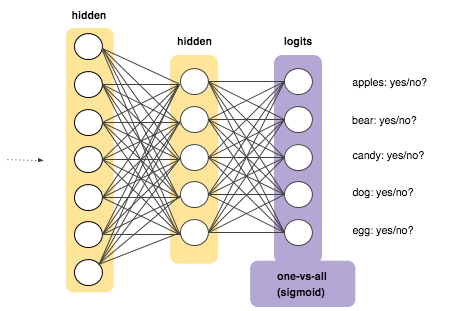 hidden
hidden
logits
apples: yes/no?
bear: yes/no?
candy: yes/no?
dog: yes/no?
egg: yes/no?
one-vs-all
(sigmoid)